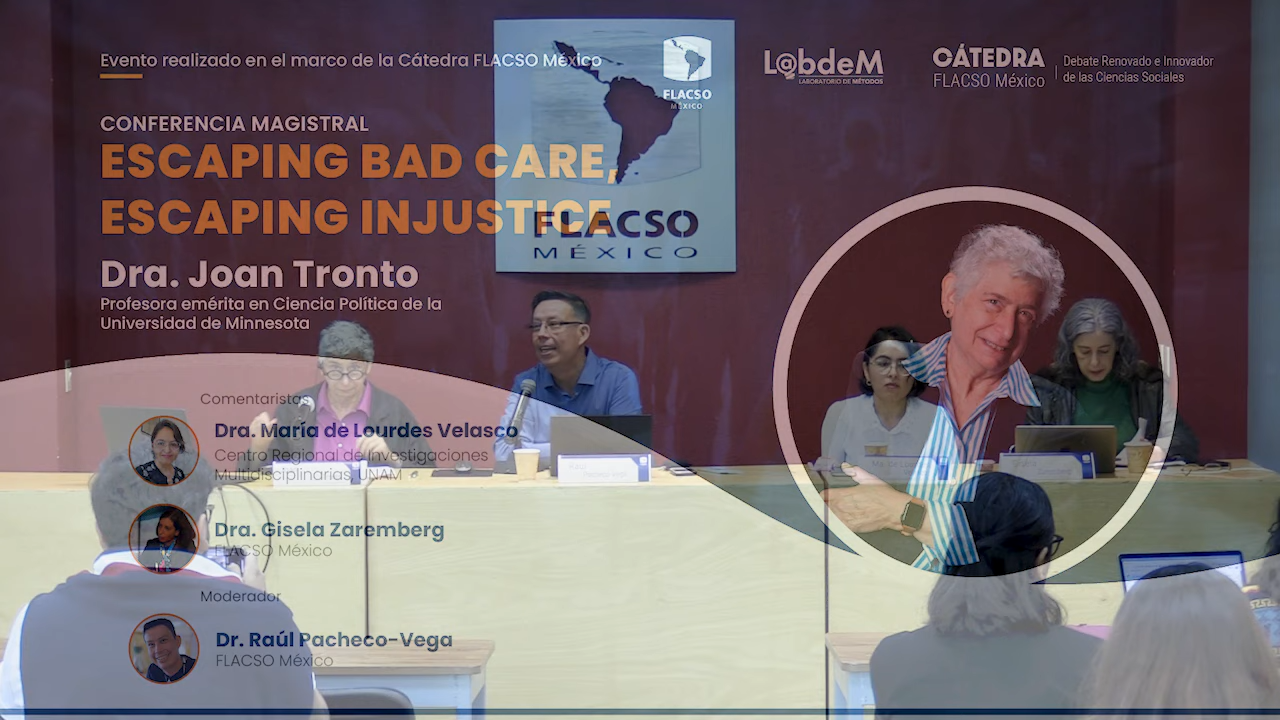 Evento realizado en el marco de la Cátedra FLACSO México
FLACSO
MÉXICO
L@bdeM
LABORATORIO DE MÉTODOS
CÁTEDRA
FLACSO México
Debate Renovado e Innovador
de las Ciencias Sociales
CONFERENCIA MAGISTRAL
ESCAPING BAD CARE,
ESCAPING INJUSTICE
FLACSO
MÉXICO
Dra. Joan Tronto
Profesora emérita en Ciencia Política de la
Universidad de Minnesota
Comentaristas
Dra. María de Lourdes Velasco
Centro Regional de Investigaciones
Multidisciplinarias, UNAM
Dra. Gisela Zaremberg
FLACSO México
Moderador
Dr. Raúl Pacheco-Vega
FLACSO México